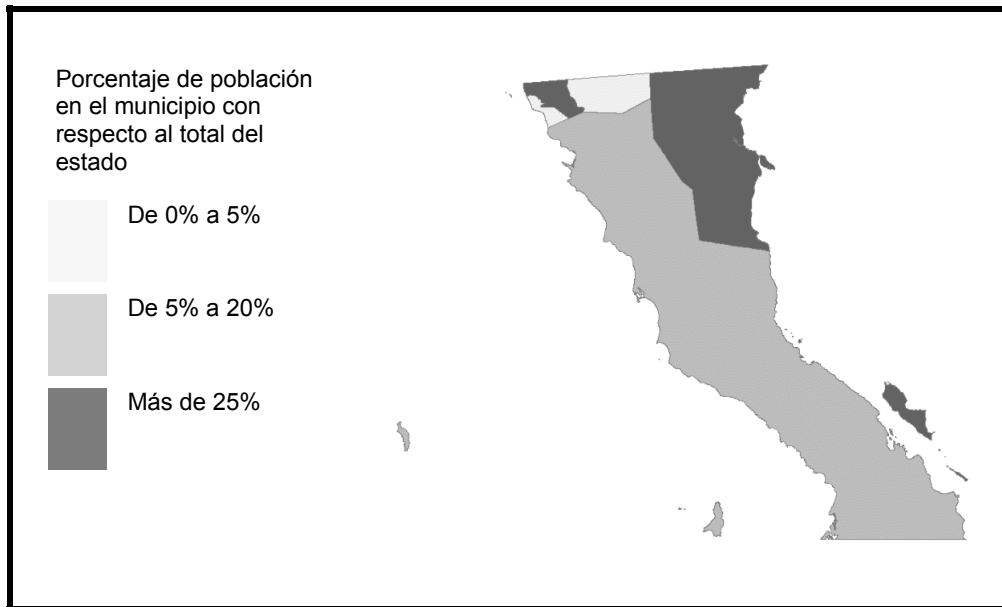 Porcentaje de población
en el municipio con
respecto al total del
estado
De 0% a 5%
De 5% a 20%
Más de 25%